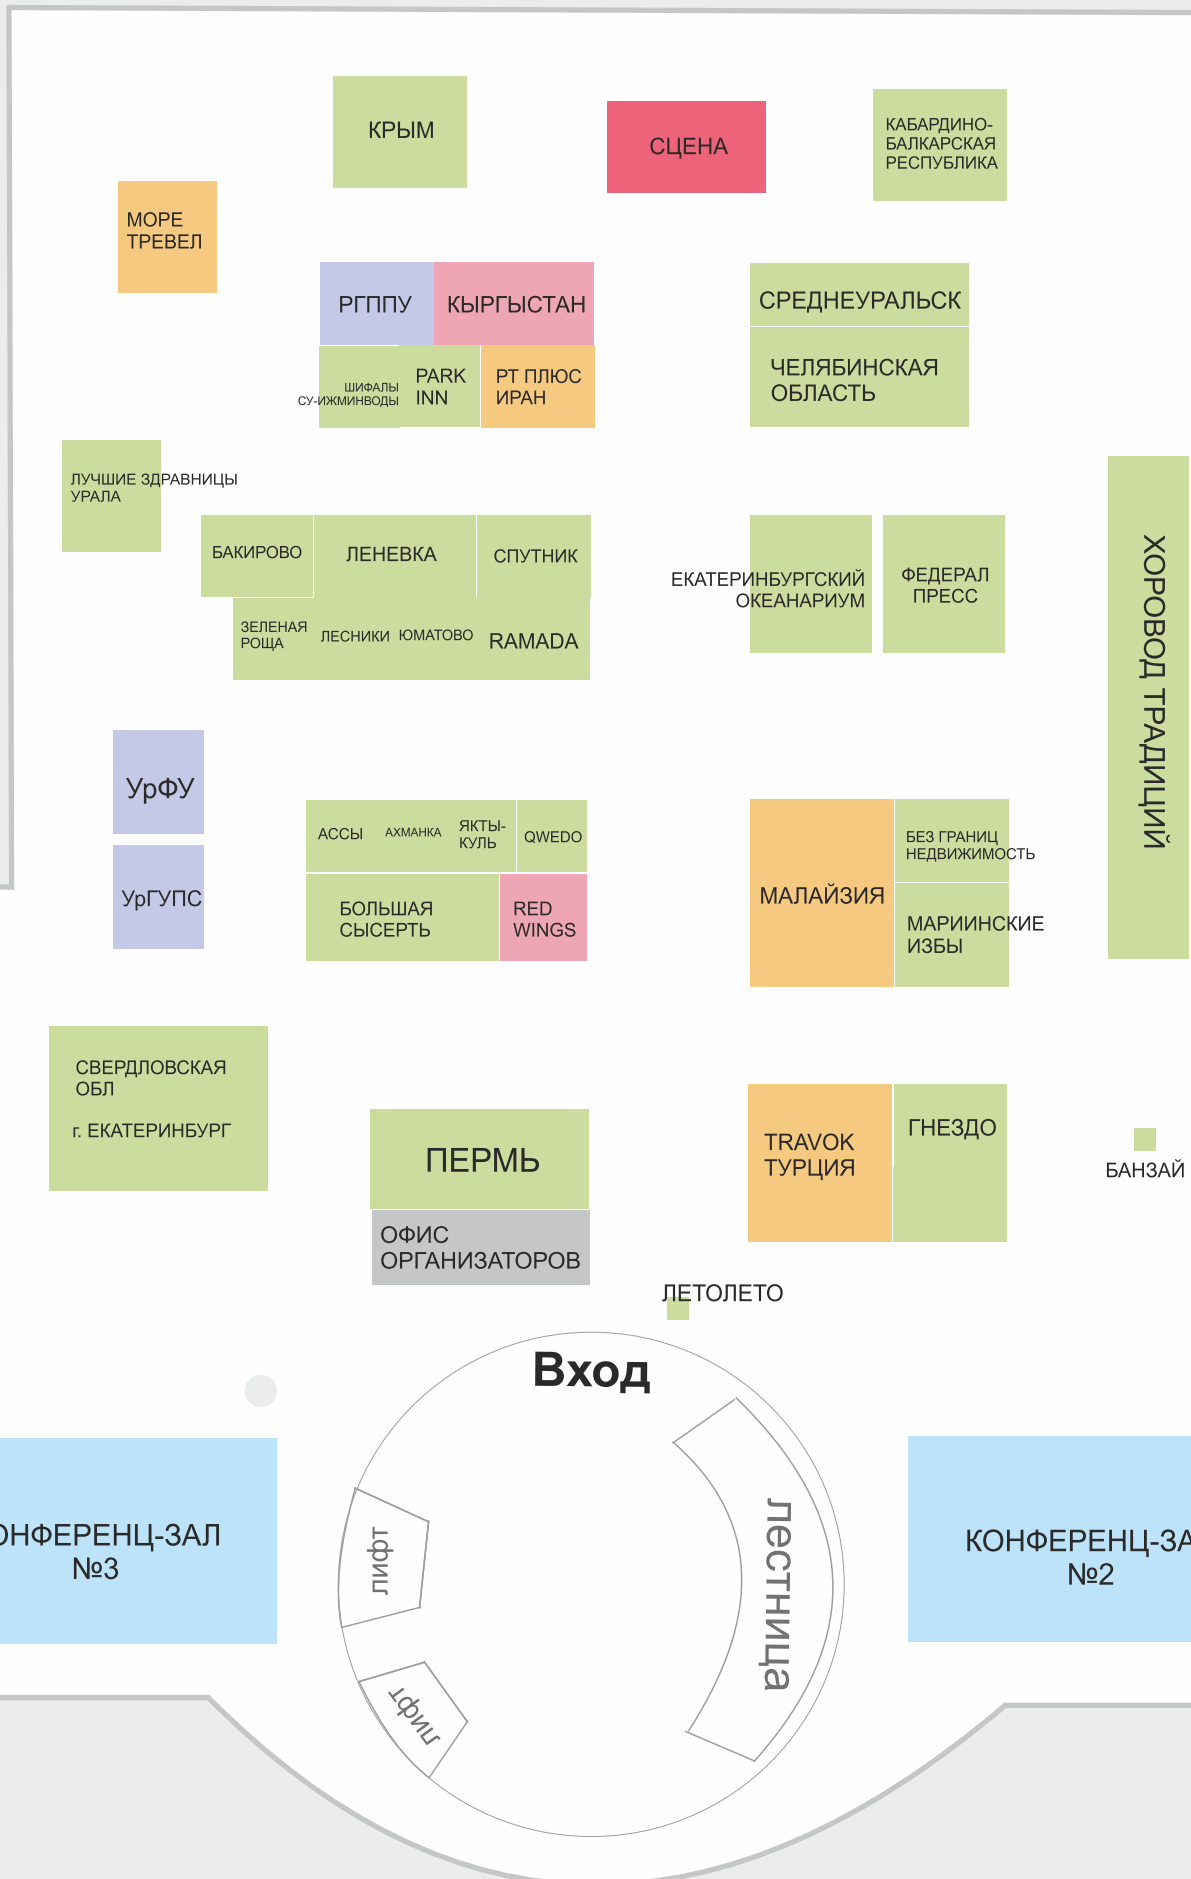 КРЫМ
СЦЕНА
КАБАРДИНО-
БАЛКАРСКАЯ
РЕСПУБЛИКА
МОРЕ
ТРЕВЕЛ
РГППУ
КЫРГЫСТАН
СРЕДНЕУРАЛЬСК
ШИФАЛЫ
СУ-ИЖМИНВОДЫ
PARK
INN
РТ ПЛЮС
ИРАН
ЧЕЛЯБИНСКАЯ
ОБЛАСТЬ
ЛУЧШИЕ ЗДРАВНИЦЫ
УРАЛА
БАКИРОВО
ЛЕНЕВКА
СПУТНИК
ЕКАТЕРИНБУРГСКИЙ
ОКЕАНАРИУМ
ФЕДЕРАЛ
ПРЕСС
ХОРОВОД ТРАДИЦИЙ
ЗЕЛЕНАЯ
РОЩА
ЛЕСНИКИ
ЮМАТОВО
RAMADA
УрФУ
УрГУПС
АССЫ
АХМАНКА
ЯКТЫ-
КУЛЬ
QWEDO
БОЛЬШАЯ
СЫСЕРТЬ
RED
WINGS
МАЛАЙЗИЯ
БЕЗ ГРАНИЦ
НЕДВИЖИМОСТЬ
МАРИИНСКИЕ
ИЗБЫ
СВЕРДЛОВСКАЯ
ОБЛ
г. ЕКАТЕРИНБУРГ
ПЕРМЬ
ОФИС
ОРГАНИЗАТОРОВ
TRAVOK
ТУРЦИЯ
ГНЕЗДО
БАНЗАЙ
ЛЕТОЛЕТО
Вход
ОНФЕРЕНЦ-ЗАЛ
№3
лифт
лифт
лестница
КОНФЕРЕНЦ-ЗА
№2